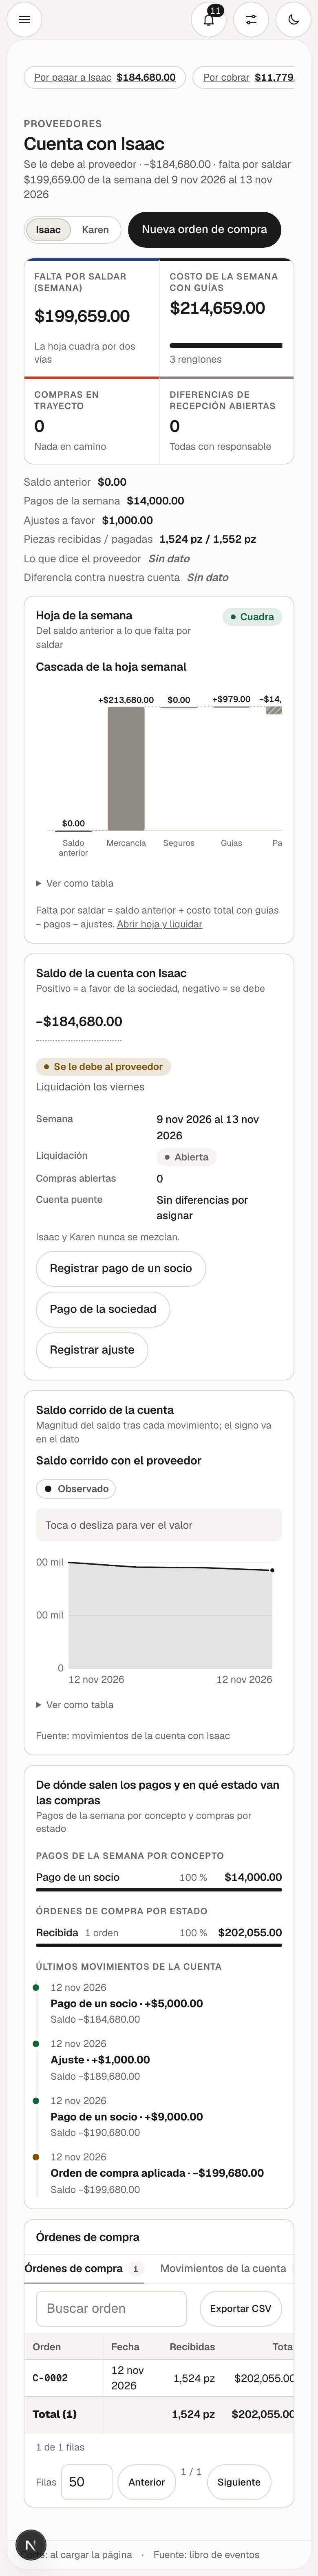 11
Por pagar a Isaac $184,680.00
Por cobrar $11,779.
PROVEEDORES
Cuenta con Isaac
Se le debe al proveedor · −$184,680.00 · falta por saldar
$199,659.00 de la semana del 9 nov 2026 al 13 nov
2026
Isaac Karen
Nueva orden de compra
FALTA POR SALDAR
(SEMANA)
$199,659.00
La hoja cuadra por dos
vías
COSTO DE LA SEMANA
CON GUÍAS
$214,659.00
3 renglones
COMPRAS EN
TRAYECTO
0
Nada en camino
DIFERENCIAS DE
RECEPCIÓN ABIERTAS
0
Todas con responsable
Saldo anterior $0.00
Pagos de la semana $14,000.00
Ajustes a favor $1,000.00
Piezas recibidas / pagadas 1,524 pz / 1,552 pz
Lo que dice el proveedor Sin dato
Diferencia contra nuestra cuenta Sin dato
Hoja de la semana
Cuadra
Del saldo anterior a lo que falta por
saldar
Cascada de la hoja semanal
+$213,680.00 $0.00 +$979.00 −$14,
$0.00
Saldo
anterior
Mercancía
Seguros
Guías
Pa
Ver como tabla
Falta por saldar = saldo anterior + costo total con guías
− pagos − ajustes. Abrir hoja y liquidar
Saldo de la cuenta con Isaac
Positivo = a favor de la sociedad, negativo = se debe
−$184,680.00
Se le debe al proveedor
Liquidación los viernes
Semana 9 nov 2026 al 13 nov
2026
Liquidación Abierta
Compras abiertas 0
Cuenta puente Sin diferencias por
asignar
Isaac y Karen nunca se mezclan.
Registrar pago de un socio
Pago de la sociedad
Registrar ajuste
Saldo corrido de la cuenta
Magnitud del saldo tras cada movimiento; el signo va
en el dato
Saldo corrido con el proveedor
Observado
Toca o desliza para ver el valor
00 mil
00 mil
0
12 nov 2026 12 nov 2026
Ver como tabla
Fuente: movimientos de la cuenta con Isaac
De dónde salen los pagos y en qué estado van
las compras
Pagos de la semana por concepto y compras por
estado
PAGOS DE LA SEMANA POR CONCEPTO
Pago de un socio 100 % $14,000.00
ÓRDENES DE COMPRA POR ESTADO
Recibida 1 orden 100 % $202,055.00
ÚLTIMOS MOVIMIENTOS DE LA CUENTA
12 nov 2026
Pago de un socio · +$5,000.00
Saldo −$184,680.00
12 nov 2026
Ajuste · +$1,000.00
Saldo −$189,680.00
12 nov 2026
Pago de un socio · +$9,000.00
Saldo −$190,680.00
12 nov 2026
Orden de compra aplicada · −$199,680.00
Saldo −$199,680.00
Órdenes de compra
Órdenes de compra 1 Movimientos de la cuenta
Buscar orden
Exportar CSV
Orden Fecha Recibidas Tota
C-0002 12 nov
2026 1,524 pz $202,055.00
Total (1) 1,524 pz $202,055.00
1 de 1 filas
Filas 50 Anterior 1 / 1 Siguiente
N
: al cargar la página · Fuente: libro de eventos